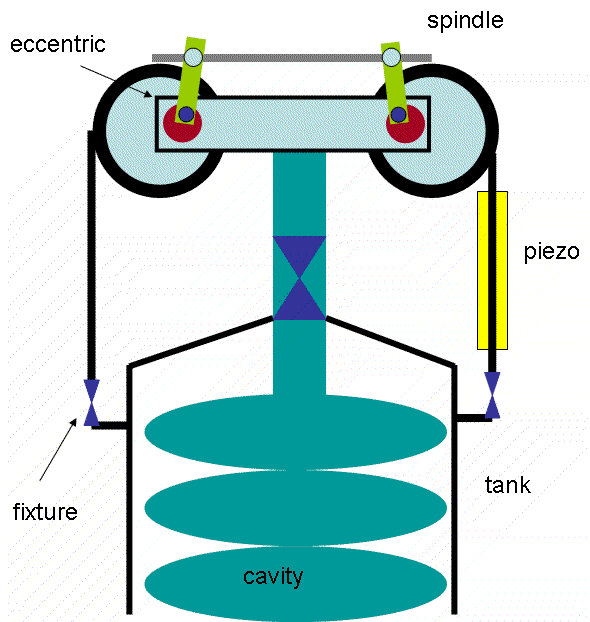 spindle
eccentric
piezo
tank
fixture
cavity